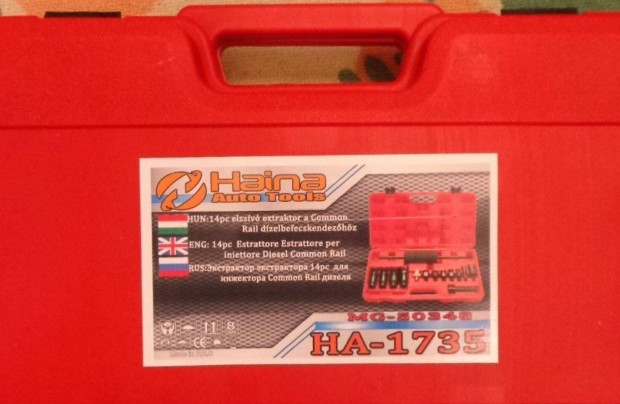 Haina
Auto Tools
HUN:14pc elszívó extraktor a Common
Rail dízelbefecskendezőhöz
ENG: 14pc Estrattore Estrattore per
iniettore Diesel Common Rail
RUS:Экстрактор экстрактора 14pc для
инжектора Common Rail дизеля
MG-50348
HA-1735